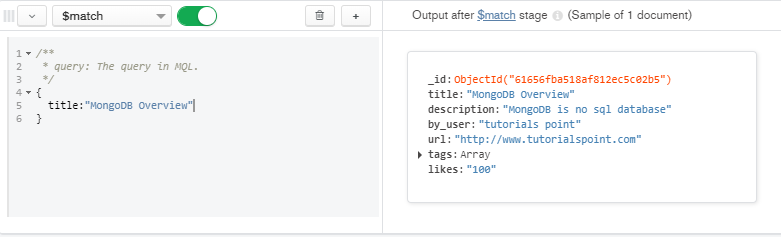 $match
Output after $match stage (Sample of 1 document)
1 /**
2 * query: The query in MQL.
3 */
4 {
5 title:"MongoDB Overview"
6 }
_id:ObjectId("61656fba518af812ec5c02b5")
title:"MongoDB Overview"
description:"MongoDB is no sql database"
by_user:"tutorials point"
url:"http://www.tutorialspoint.com"
tags:Array
likes:"100"